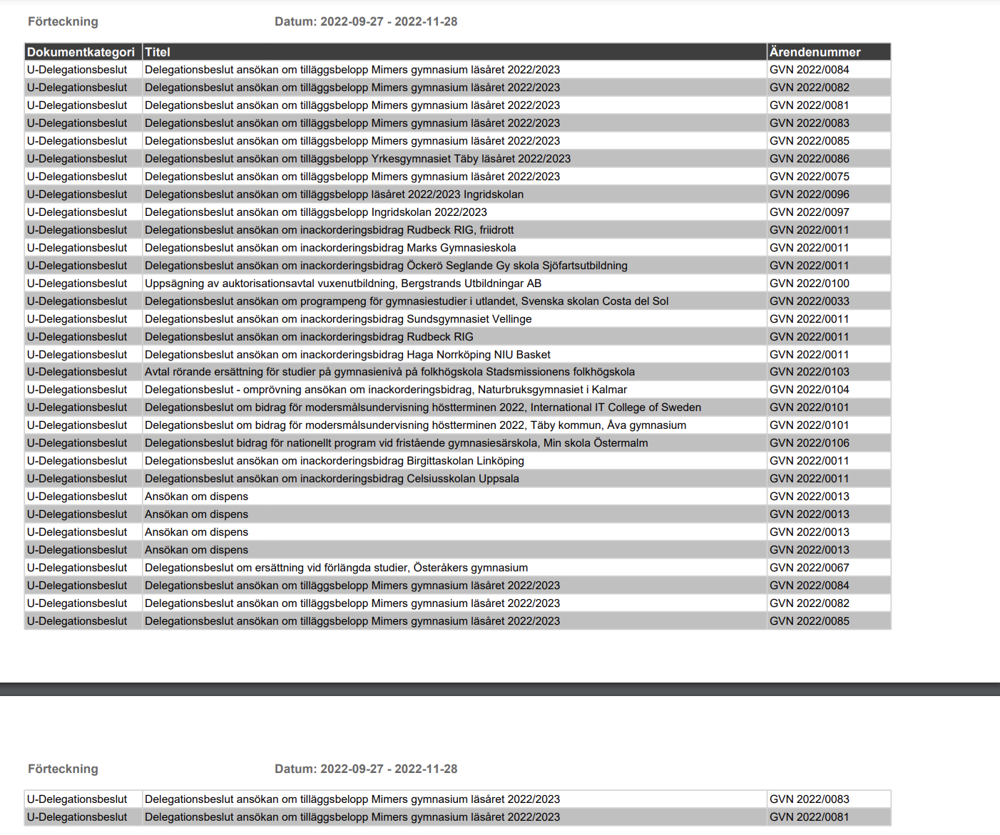 Förteckning Datum: 2022-09-27 - 2022-11-28
Dokumentkategori Titel Ärendenummer
U-Delegationsbeslut Delegationsbeslut ansökan om tilläggsbelopp Mimers gymnasium läsåret 2022/2023 GVN 2022/0084
U-Delegationsbeslut Delegationsbeslut ansökan om tilläggsbelopp Mimers gymnasium läsåret 2022/2023 GVN 2022/0082
U-Delegationsbeslut Delegationsbeslut ansökan om tilläggsbelopp Mimers gymnasium läsåret 2022/2023 GVN 2022/0081
U-Delegationsbeslut Delegationsbeslut ansökan om tilläggsbelopp Mimers gymnasium läsåret 2022/2023 GVN 2022/0083
U-Delegationsbeslut Delegationsbeslut ansökan om tilläggsbelopp Mimers gymnasium läsåret 2022/2023 GVN 2022/0085
U-Delegationsbeslut Delegationsbeslut ansökan om tilläggsbelopp Yrkesgymnasiet Täby läsåret 2022/2023 GVN 2022/0086
U-Delegationsbeslut Delegationsbeslut ansökan om tilläggsbelopp Mimers gymnasium läsåret 2022/2023 GVN 2022/0075
U-Delegationsbeslut Delegationsbeslut ansökan om tilläggsbelopp läsåret 2022/2023 Ingridskolan GVN 2022/0096
U-Delegationsbeslut Delegationsbeslut ansökan om tilläggsbelopp Ingridskolan 2022/2023 GVN 2022/0097
U-Delegationsbeslut Delegationsbeslut ansökan om inackorderingsbidrag Rudbeck RIG, friidrott GVN 2022/0011
U-Delegationsbeslut Delegationsbeslut ansökan om inackorderingsbidrag Marks Gymnasieskola GVN 2022/0011
U-Delegationsbeslut Delegationsbeslut ansökan om inackorderingsbidrag Öckerö Seglande Gy skola Sjöfartsutbildning GVN 2022/0011
U-Delegationsbeslut Uppsägning av auktorisationsavtal vuxenutbildning, Bergstrands Utbildningar AB GVN 2022/0100
U-Delegationsbeslut Delegationsbeslut ansökan om programpeng för gymnasiestudier i utlandet, Svenska skolan Costa del Sol GVN 2022/0033
U-Delegationsbeslut Delegationsbeslut ansökan om inackorderingsbidrag Sundsgymnasiet Vellinge GVN 2022/0011
U-Delegationsbeslut Delegationsbeslut ansökan om inackorderingsbidrag Rudbeck RIG GVN 2022/0011
U-Delegationsbeslut Delegationsbeslut ansökan om inackorderingsbidrag Haga Norrköping NIU Basket GVN 2022/0011
U-Delegationsbeslut Avtal rörande ersättning för studier på gymnasienivå på folkhögskola Stadsmissionens folkhögskola GVN 2022/0103
U-Delegationsbeslut Delegationsbeslut - omprövning ansökan om inackorderingsbidrag, Naturbruksgymnasiet i Kalmar GVN 2022/0104
U-Delegationsbeslut Delegationsbeslut om bidrag för modersmålsundervisning höstterminen 2022, International IT College of Sweden GVN 2022/0101
U-Delegationsbeslut Delegationsbeslut om bidrag för modersmålsundervisning höstterminen 2022, Täby kommun, Åva gymnasium GVN 2022/0101
U-Delegationsbeslut Delegationsbeslut bidrag för nationellt program vid fristående gymnasiesärskola, Min skola Östermalm GVN 2022/0106
U-Delegationsbeslut Delegationsbeslut ansökan om inackorderingsbidrag Birgittaskolan Linköping GVN 2022/0011
U-Delegationsbeslut Delegationsbeslut ansökan om inackorderingsbidrag Celsiusskolan Uppsala GVN 2022/0011
U-Delegationsbeslut Ansökan om dispens GVN 2022/0013
U-Delegationsbeslut Ansökan om dispens GVN 2022/0013
U-Delegationsbeslut Ansökan om dispens GVN 2022/0013
U-Delegationsbeslut Ansökan om dispens GVN 2022/0013
U-Delegationsbeslut Delegationsbeslut om ersättning vid förlängda studier, Österåkers gymnasium GVN 2022/0067
U-Delegationsbeslut Delegationsbeslut ansökan om tilläggsbelopp Mimers gymnasium läsåret 2022/2023 GVN 2022/0084
U-Delegationsbeslut Delegationsbeslut ansökan om tilläggsbelopp Mimers gymnasium läsåret 2022/2023 GVN 2022/0082
U-Delegationsbeslut Delegationsbeslut ansökan om tilläggsbelopp Mimers gymnasium läsåret 2022/2023 GVN 2022/0085
Förteckning Datum: 2022-09-27 - 2022-11-28
U-Delegationsbeslut Delegationsbeslut ansökan om tilläggsbelopp Mimers gymnasium läsåret 2022/2023 GVN 2022/0083
U-Delegationsbeslut Delegationsbeslut ansökan om tilläggsbelopp Mimers gymnasium läsåret 2022/2023 GVN 2022/0081